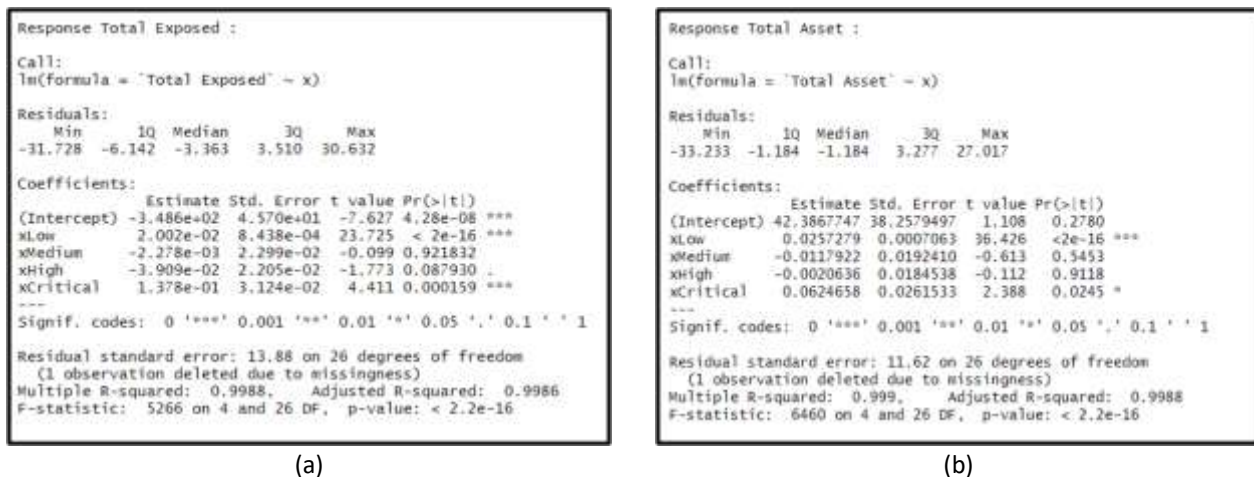 Response Total Exposed :
Call:
lm(formula = `Total Exposed` ~ x)
Residuals:
Min 1Q Median 3Q Max
-31.728 -6.142 -3.363 3.510 30.632
Coefficients:
Estimate Std. Error t value Pr(>|t|)
(Intercept) -3.486e+02 4.570e+01 -7.627 4.28e-08 ***
xLow 2.002e-02 8.438e-04 23.725 < 2e-16 ***
xMedium -2.278e-03 2.299e-02 -0.099 0.921832
xHigh -3.909e-02 2.205e-02 -1.773 0.087930 .
xCritical 1.378e-01 3.124e-02 4.411 0.000159 ***
---
Signif. codes: 0 '***' 0.001 '**' 0.01 '*' 0.05 '.' 0.1 ' ' 1
Residual standard error: 13.88 on 26 degrees of freedom
(1 observation deleted due to missingness)
Multiple R-squared: 0.9988, Adjusted R-squared: 0.9986
F-statistic: 5266 on 4 and 26 DF, p-value: < 2.2e-16
(a)
Response Total Asset :
Call:
lm(formula = `Total Asset` ~ x)
Residuals:
Min 1Q Median 3Q Max
-33.233 -1.184 -1.184 3.277 27.017
Coefficients:
Estimate Std. Error t value Pr(>|t|)
(Intercept) 42.3867747 38.2579497 1.108 0.2780
xLow 0.0257279 0.0007063 36.426 <2e-16 ***
xMedium -0.0117922 0.0192410 -0.613 0.5453
xHigh -0.0020636 0.0184538 -0.112 0.9118
xCritical 0.0624658 0.0261533 2.388 0.0245 *
---
Signif. codes: 0 '***' 0.001 '**' 0.01 '*' 0.05 '.' 0.1 ' ' 1
Residual standard error: 11.62 on 26 degrees of freedom
(1 observation deleted due to missingness)
Multiple R-squared: 0.999, Adjusted R-squared: 0.9988
F-statistic: 6460 on 4 and 26 DF, p-value: < 2.2e-16
(b)